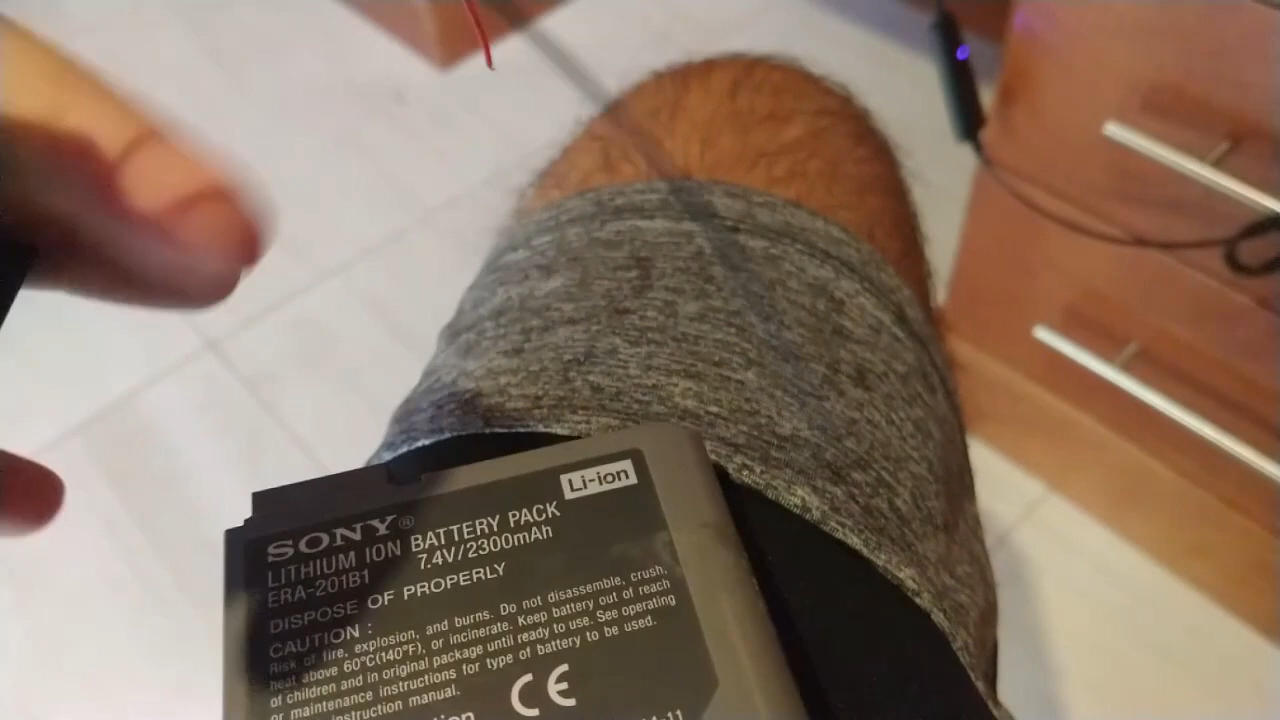 Li-ion
SONY®
LITHIUM ION BATTERY PACK
ERA-201B1 7.4V/2300mAh
DISPOSE OF PROPERLY
CAUTION :
Risk of fire, explosion, and burns. Do not disassemble, crush,
heat above 60°C(140°F), or incinerate. Keep battery out of reach
of children and in original package until ready to use. See operating
or maintenance instructions for type of battery to be used.
instruction manual.
CE